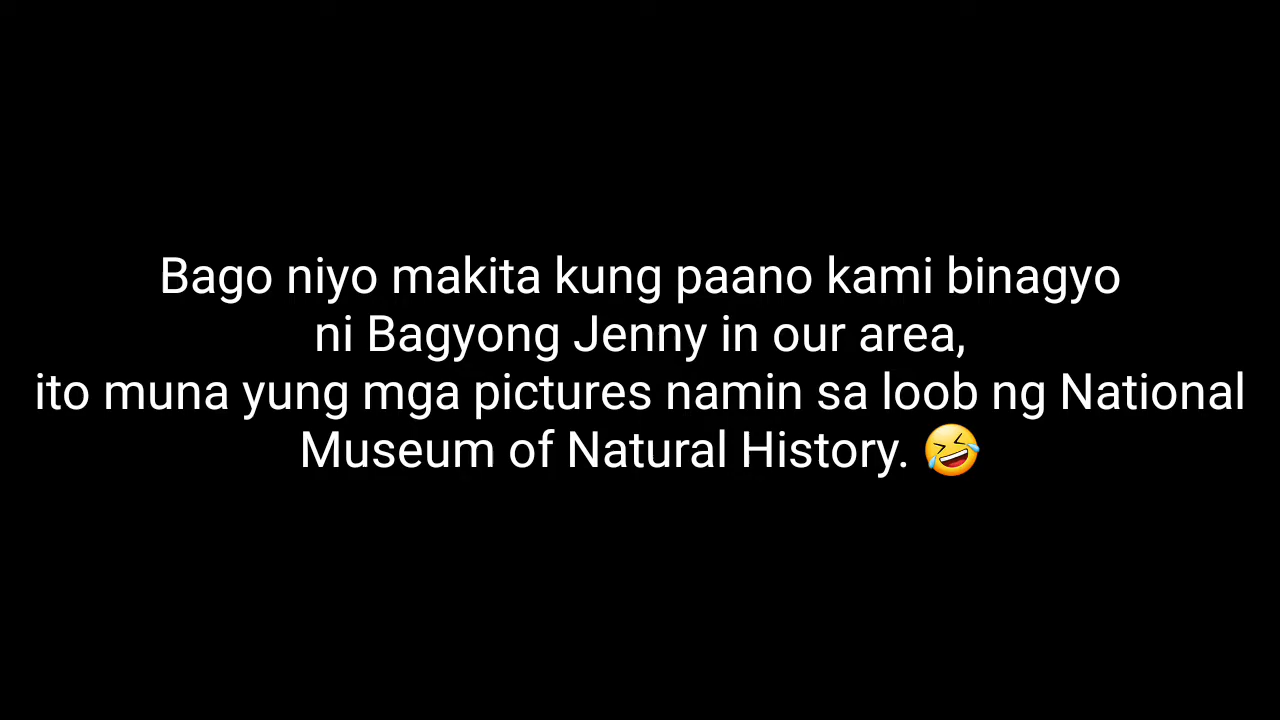 Bago niyo makita kung paano kami binagyo
ni Bagyong Jenny in our area,
ito muna yung mga pictures namin sa loob ng National
Museum of Natural History. 🤣